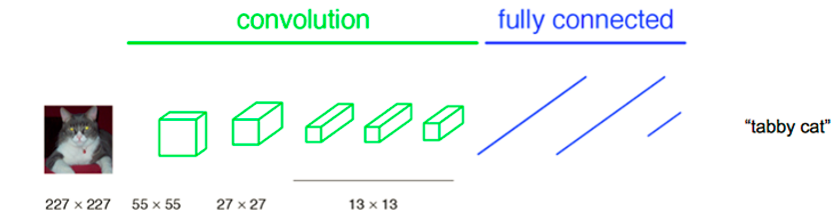 convolution fully connected
“tabby cat”
227 × 227 55 × 55 27 × 27 13 × 13